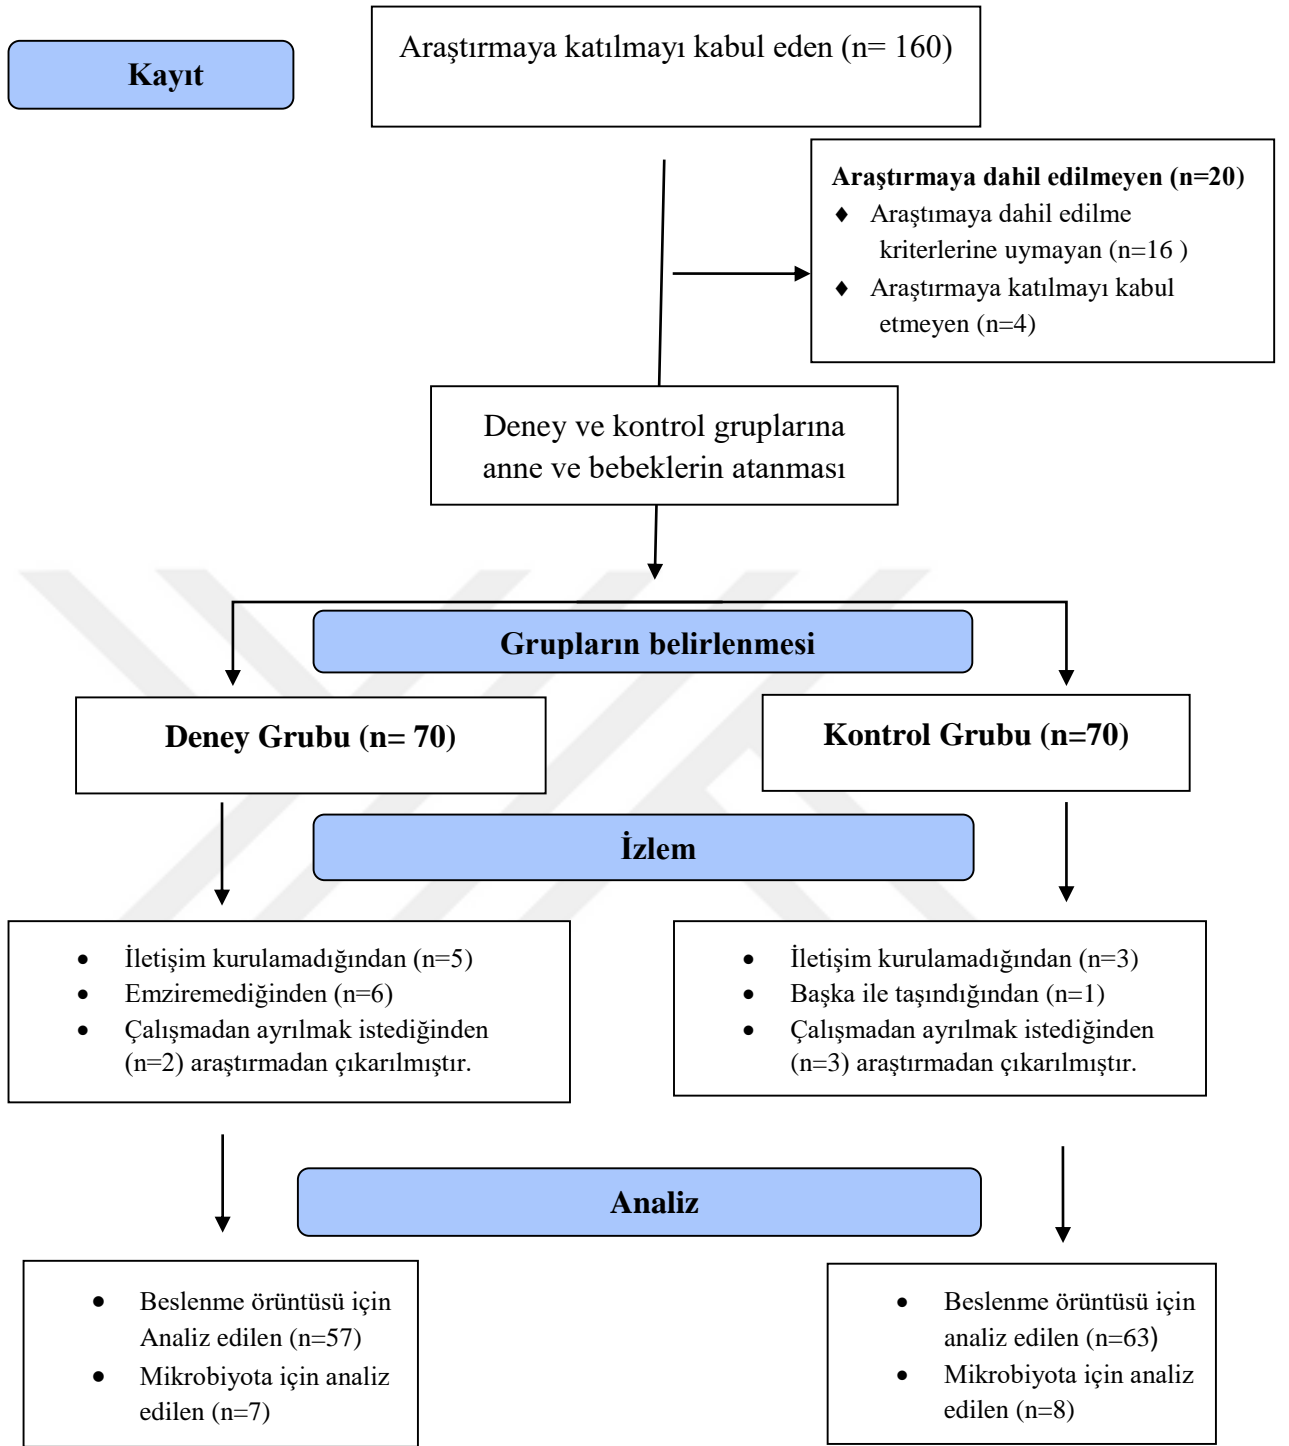 Araştırmaya katılmayı kabul eden (n= 160)
Kayıt
Araştırmaya dahil edilmeyen (n=20)
♦ Araştımaya dahil edilme
kriterlerine uymayan (n=16 )
♦ Araştırmaya katılmayı kabul
etmeyen (n=4)
Deney ve kontrol gruplarına
anne ve bebeklerin atanması
Grupların belirlenmesi
Deney Grubu (n= 70)
Kontrol Grubu (n=70)
İzlem
• İletişim kurulamadığından (n=5)
• Emziremediğinden (n=6)
• Çalışmadan ayrılmak istediğinden
(n=2) araştırmadan çıkarılmıştır.
• İletişim kurulamadığından (n=3)
• Başka ile taşındığından (n=1)
• Çalışmadan ayrılmak istediğinden
(n=3) araştırmadan çıkarılmıştır.
Analiz
• Beslenme örüntüsü için
Analiz edilen (n=57)
• Mikrobiyota için analiz
edilen (n=7)
• Beslenme örüntüsü için
analiz edilen (n=63)
• Mikrobiyota için analiz
edilen (n=8)